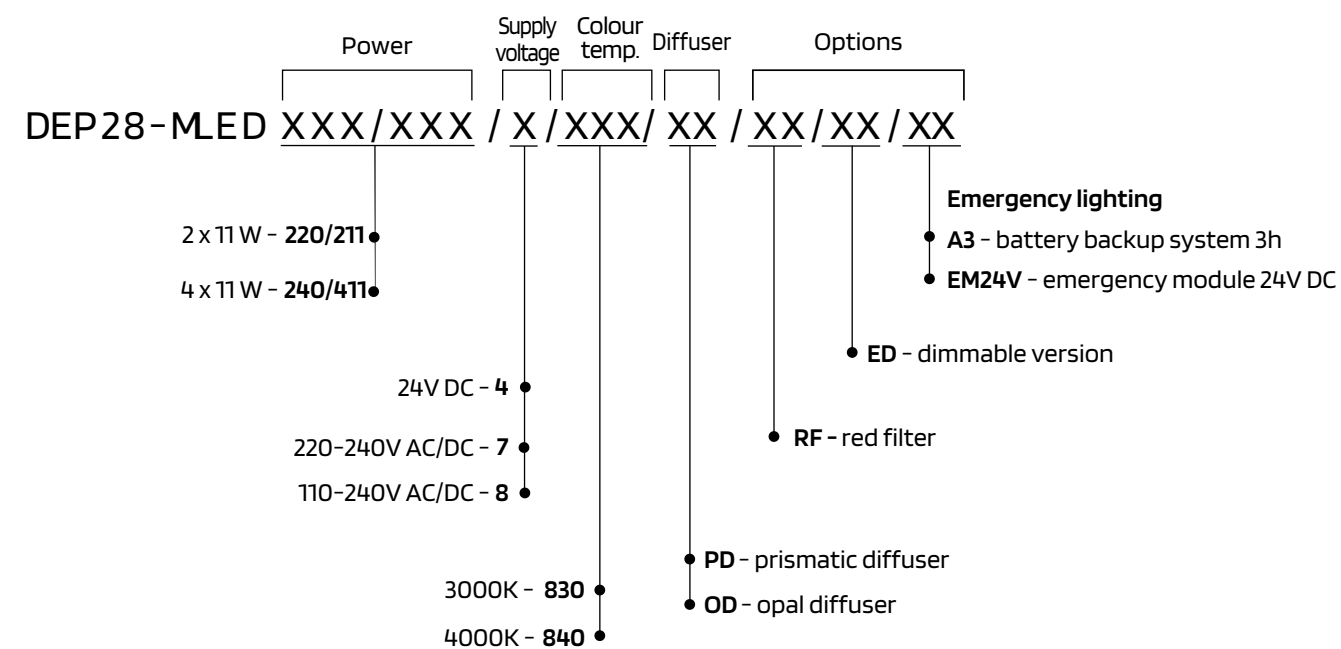 Power
Supply voltage
Colour temp.
Diffuser
Options
DEP28-MLED XXX/XXX / X / XXX/ XX / XX/XX / XX
Emergency lighting
2 x 11 W - 220/211
A3 - battery backup system 3h
4 x 11 W - 240/411
EM24V - emergency module 24V DC
ED - dimmable version
24V DC - 4
RF - red filter
220-240V AC/DC - 7
110-240V AC/DC - 8
PD - prismatic diffuser
3000K - 830
OD - opal diffuser
4000K - 840